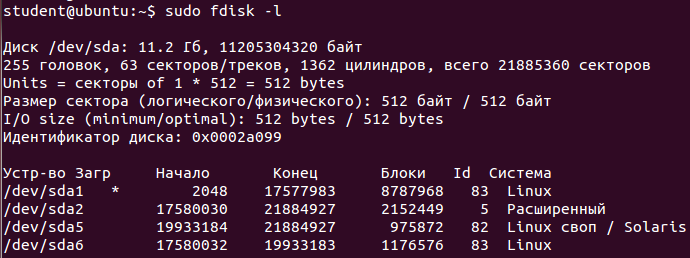 student@ubuntu:~$ sudo fdisk -l
Диск /dev/sda: 11.2 Гб, 11205304320 байт
255 головок, 63 секторов/треков, 1362 цилиндров, всего 21885360 секторов
Units = секторы of 1 * 512 = 512 bytes
Размер сектора (логического/физического): 512 байт / 512 байт
I/O size (minimum/optimal): 512 bytes / 512 bytes
Идентификатор диска: 0x0002a099
Устр-во Загр Начало Конец Блоки Id Система
/dev/sda1 * 2048 17577983 8787968 83 Linux
/dev/sda2 17580030 21884927 2152449 5 Расширенный
/dev/sda5 19933184 21884927 975872 82 Linux своп / Solaris
/dev/sda6 17580032 19933183 1176576 83 Linux